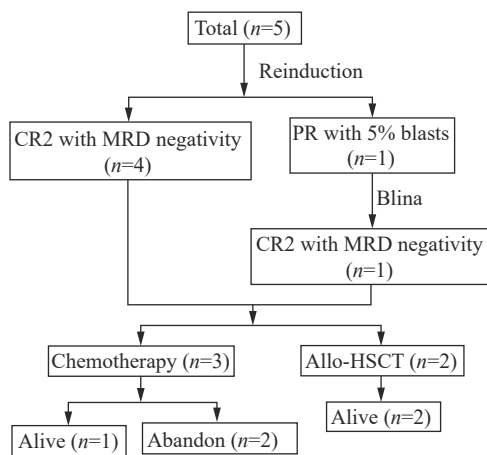 Total (n=5)
Reinduction
CR2 with MRD negativity
(n=4)
PR with 5% blasts
(n=1)
Blina
CR2 with MRD negativity
(n=1)
Chemotherapy (n=3)
Allo-HSCT (n=2)
Alive (n=1)
Abandon (n=2)
Alive (n=2)